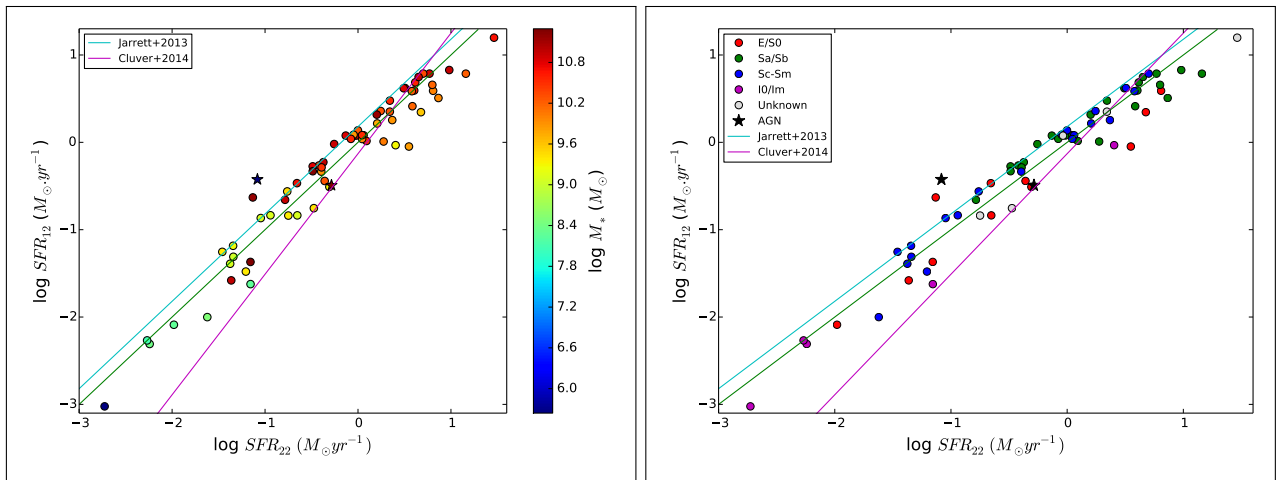 Jarrett+2013
Cluver+2014
1
0
−1
−2
−3
log SFR₁₂ (M⊙.yr⁻¹)
−3 −2 −1 0 1
log SFR₂₂ (M⊙yr⁻¹)
10.8
10.2
9.6
9.0
8.4
7.8
7.2
6.6
6.0
log M* (M⊙)
E/S0
Sa/Sb
Sc-Sm
I0/Im
Unknown
AGN
Jarrett+2013
Cluver+2014
1
0
−1
−2
−3
log SFR₁₂ (M⊙.yr⁻¹)
−3 −2 −1 0 1
log SFR₂₂ (M⊙yr⁻¹)